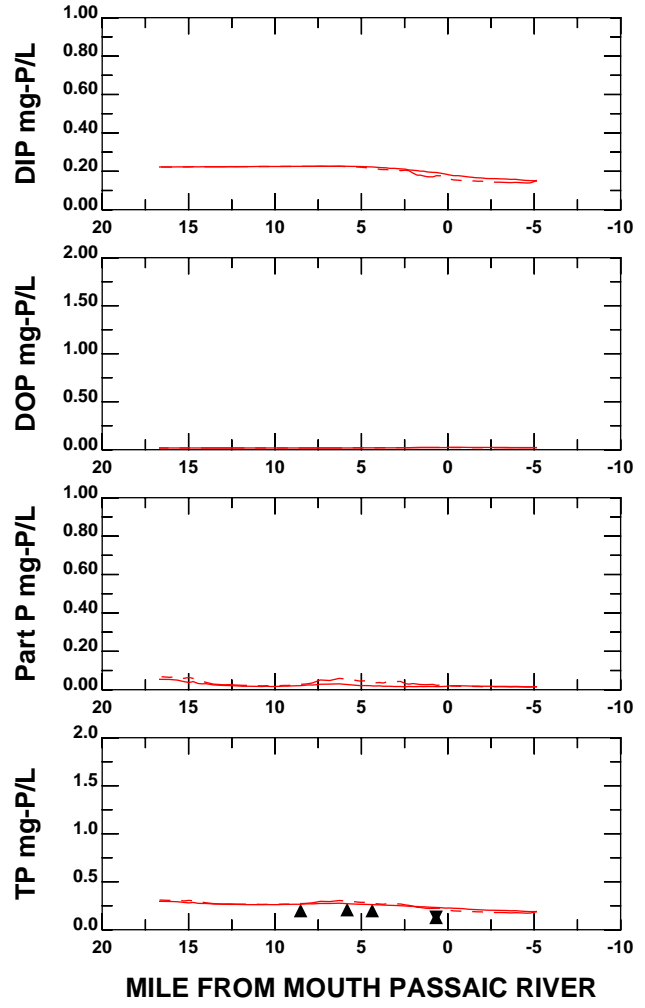 DIP mg-P/L
1.00
0.80
0.60
0.40
0.20
0.00
20 15 10 5 0 -5 -10
DOP mg-P/L
2.00
1.50
1.00
0.50
0.00
20 15 10 5 0 -5 -10
Part P mg-P/L
1.00
0.80
0.60
0.40
0.20
0.00
20 15 10 5 0 -5 -10
TP mg-P/L
2.0
1.5
1.0
0.5
0.0
20 15 10 5 0 -5 -10
MILE FROM MOUTH PASSAIC RIVER